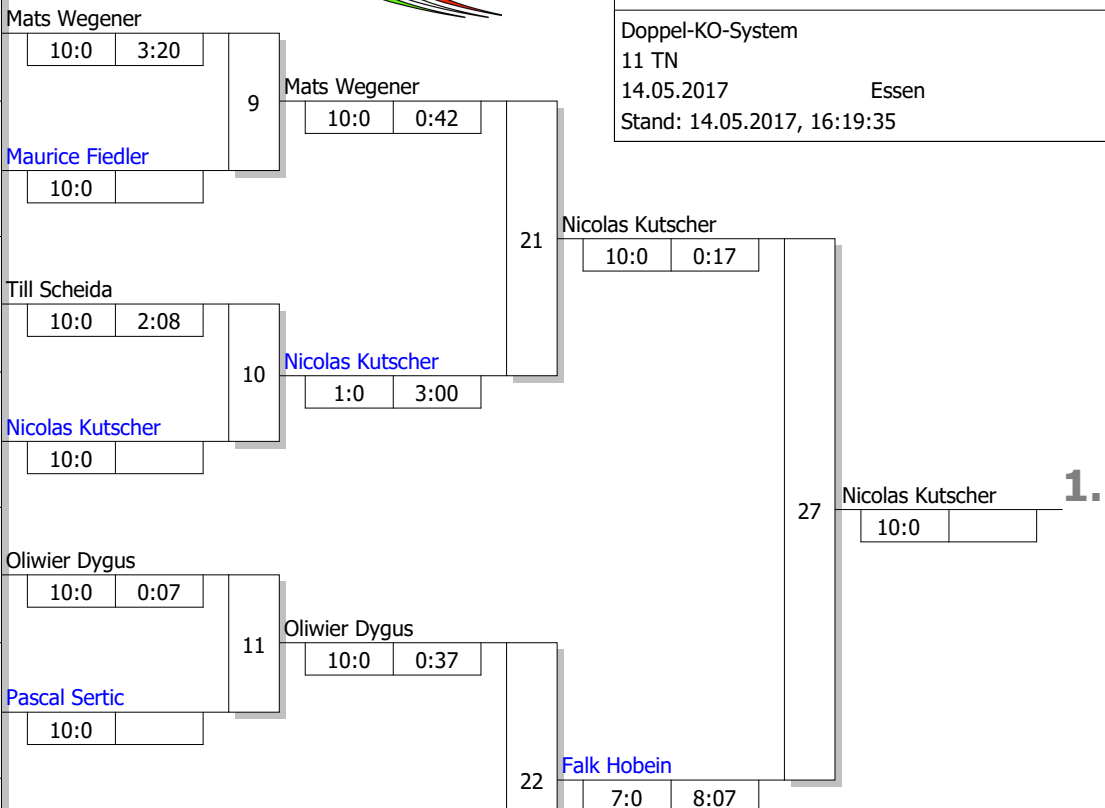 Doppel-KO-System
11 TN
14.05.2017 Essen
Stand: 14.05.2017, 16:19:35
Mats Wegener
10:0 3:20
9
Maurice Fiedler
10:0
Mats Wegener
10:0 0:42
Till Scheida
10:0 2:08
10
Nicolas Kutscher
10:0
Nicolas Kutscher
1:0 3:00
21
Nicolas Kutscher
10:0 0:17
Oliwier Dygus
10:0 0:07
11
Pascal Sertic
10:0
Oliwier Dygus
10:0 0:37
22
Falk Hobein
7:0 8:07
27
Nicolas Kutscher
10:0
1.